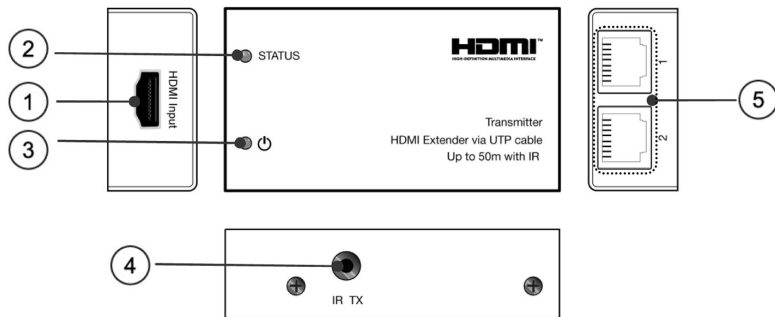 2
STATUS
HDMI™
HIGH-DEFINITION MULTIMEDIA INTERFACE
1
HDMI Input
1
5
Transmitter
HDMI Extender via UTP cable
Up to 50m with IR
3
2
4
IR TX